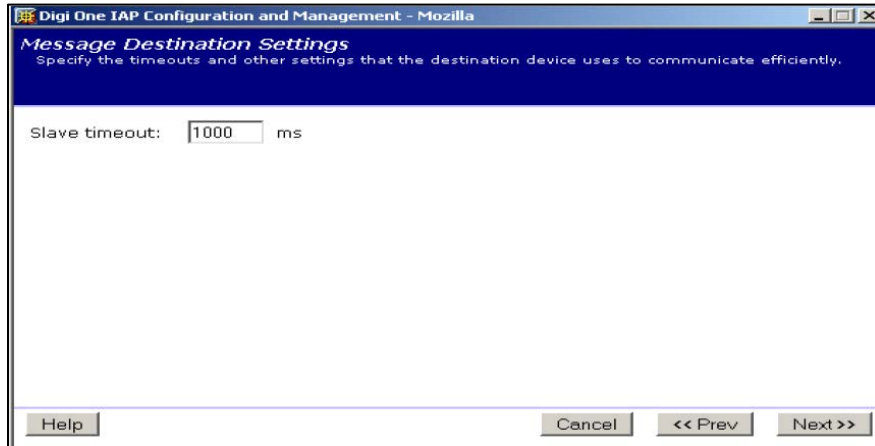 Digi One IAP Configuration and Management - Mozilla
Message Destination Settings
Specify the timeouts and other settings that the destination device uses to communicate efficiently.
Slave timeout: 1000 ms
Help Cancel << Prev Next >>